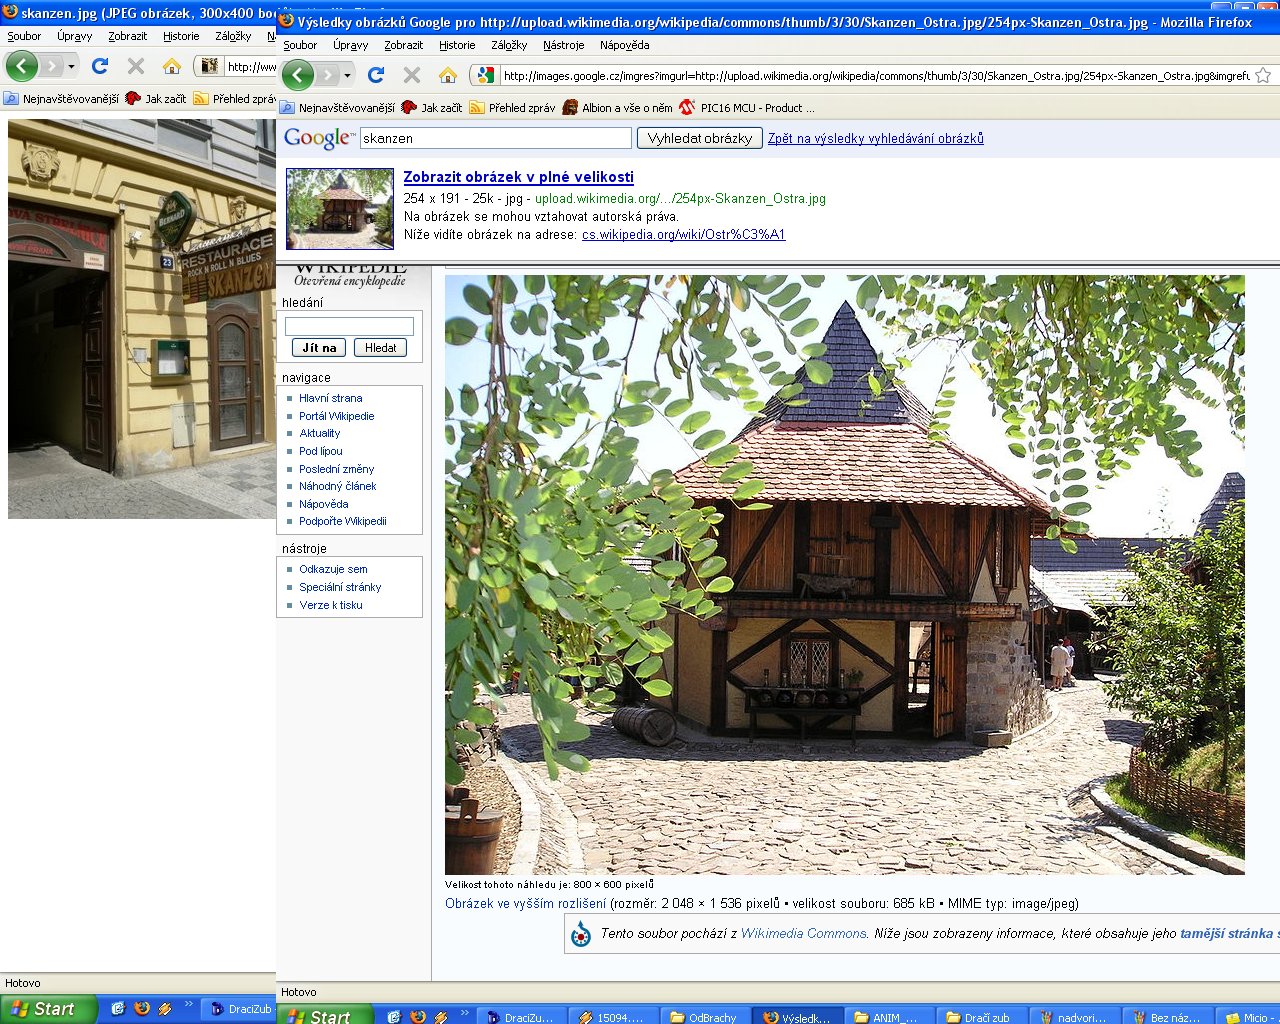 skanzen.jpg (JPEG obrázek, 300x400 bo
Soubor Úpravy Zobrazit Historie Záložky
http://ww
Nejnavštěvovanější Jak začít Přehled zpráv
STŘELNICE
BERNARD
23
RESTAURACE
ROCK N ROLL N BLUES
SKANZEN
Hotovo
Start
DraciZub
Výsledky obrázků Google pro http://upload.wikimedia.org/wikipedia/commons/thumb/3/30/Skanzen_Ostra.jpg/254px-Skanzen_Ostra.jpg - Mozilla Firefox
Soubor Úpravy Zobrazit Historie Záložky Nástroje Nápověda
http://images.google.cz/imgres?imgurl=http://upload.wikimedia.org/wikipedia/commons/thumb/3/30/Skanzen_Ostra.jpg/254px-Skanzen_Ostra.jpg&imgrefu
Nejnavštěvovanější Jak začít Přehled zpráv Albion a vše o něm PIC16 MCU - Product ...
Google™ skanzen Vyhledat obrázky Zpět na výsledky vyhledávání obrázků
Zobrazit obrázek v plné velikosti
254 x 191 - 25k - jpg - upload.wikimedia.org/.../254px-Skanzen_Ostra.jpg
Na obrázek se mohou vztahovat autorská práva.
Níže vidíte obrázek na adrese: cs.wikipedia.org/wiki/Ostr%C3%A1
WIKIPEDIE
Otevřená encyklopedie
hledání
Jít na Hledat
navigace
Hlavní strana
Portál Wikipedie
Aktuality
Pod lípou
Poslední změny
Náhodný článek
Nápověda
Podpořte Wikipedii
nástroje
Odkazuje sem
Speciální stránky
Verze k tisku
Velikost tohoto náhledu je: 800 × 600 pixelů
Obrázek ve vyšším rozlišení (rozměr: 2 048 × 1 536 pixelů • velikost souboru: 685 kB • MIME typ: image/jpeg)
Tento soubor pochází z Wikimedia Commons. Níže jsou zobrazeny informace, které obsahuje jeho tamější stránka s
Hotovo
Start
DraciZu... 15094.... OdBrachy Výsledk... ANIM_... Dračí zub nadvori... Bez náz... Micio -